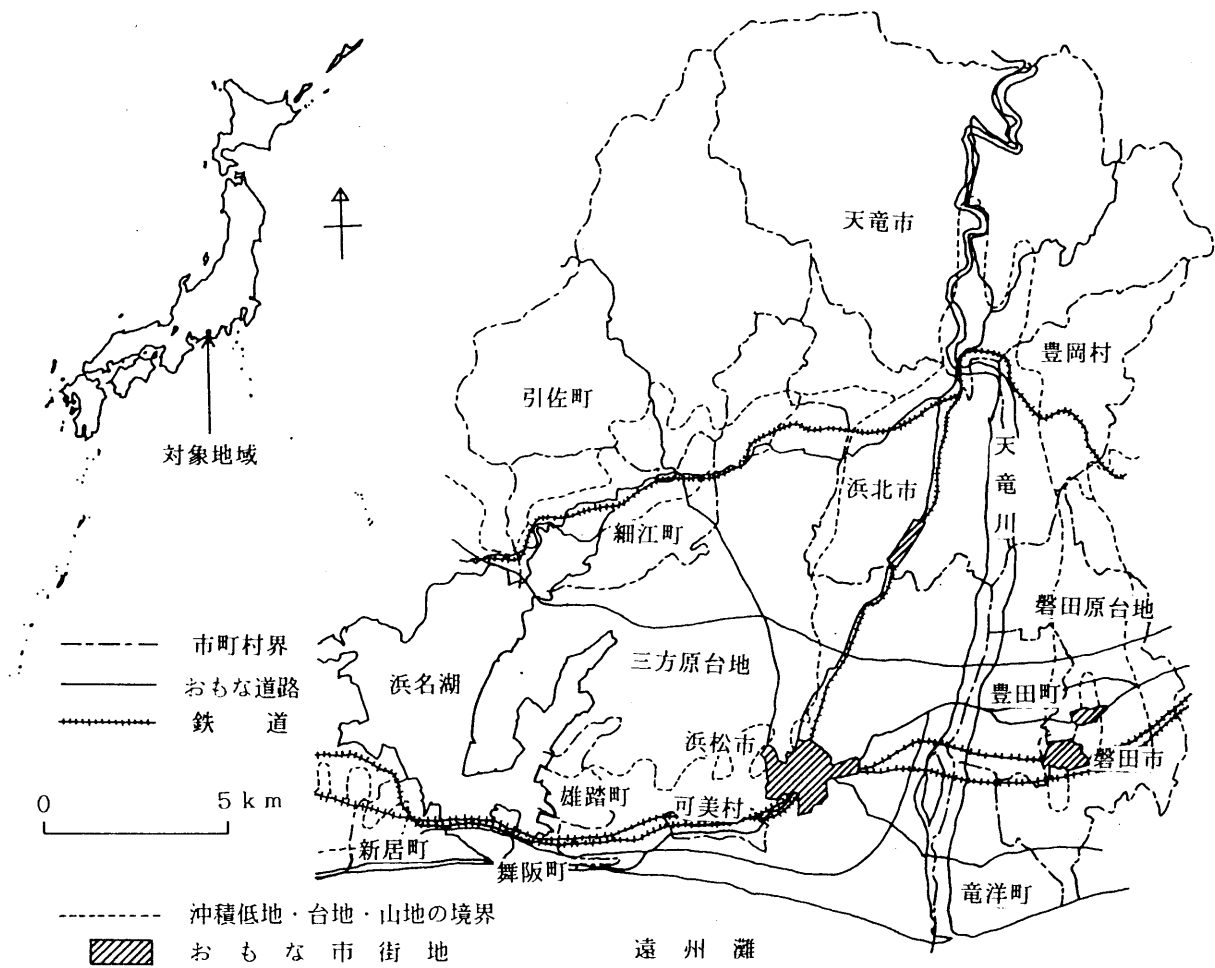 天竜市
豊岡村
引佐町
対象地域
天竜川
浜北市
細江町
磐田原台地
市町村界
三方原台地
浜名湖
おもな道路
豊田町
鉄道
浜松市
磐田市
0 5km
雄踏町
可美村
新居町
舞阪町
竜洋町
沖積低地・台地・山地の境界
おもな市街地
遠州灘